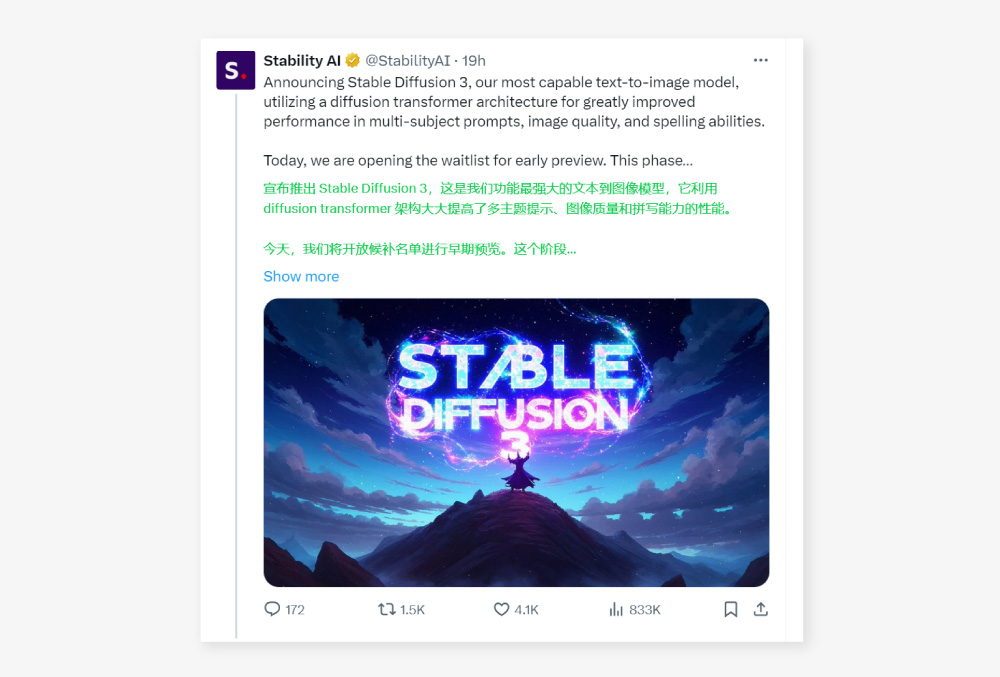 S.
Stability AI @StabilityAI · 19h
Announcing Stable Diffusion 3, our most capable text-to-image model,
utilizing a diffusion transformer architecture for greatly improved
performance in multi-subject prompts, image quality, and spelling abilities.
Today, we are opening the waitlist for early preview. This phase...
宣布推出 Stable Diffusion 3，这是我们功能最强大的文本到图像模型，它利用
diffusion transformer 架构大大提高了多主题提示、图像质量和拼写能力的性能。
今天，我们将开放候补名单进行早期预览。这个阶段...
Show more
STABLE
DIFFUSION
3
172 1.5K 4.1K 833K